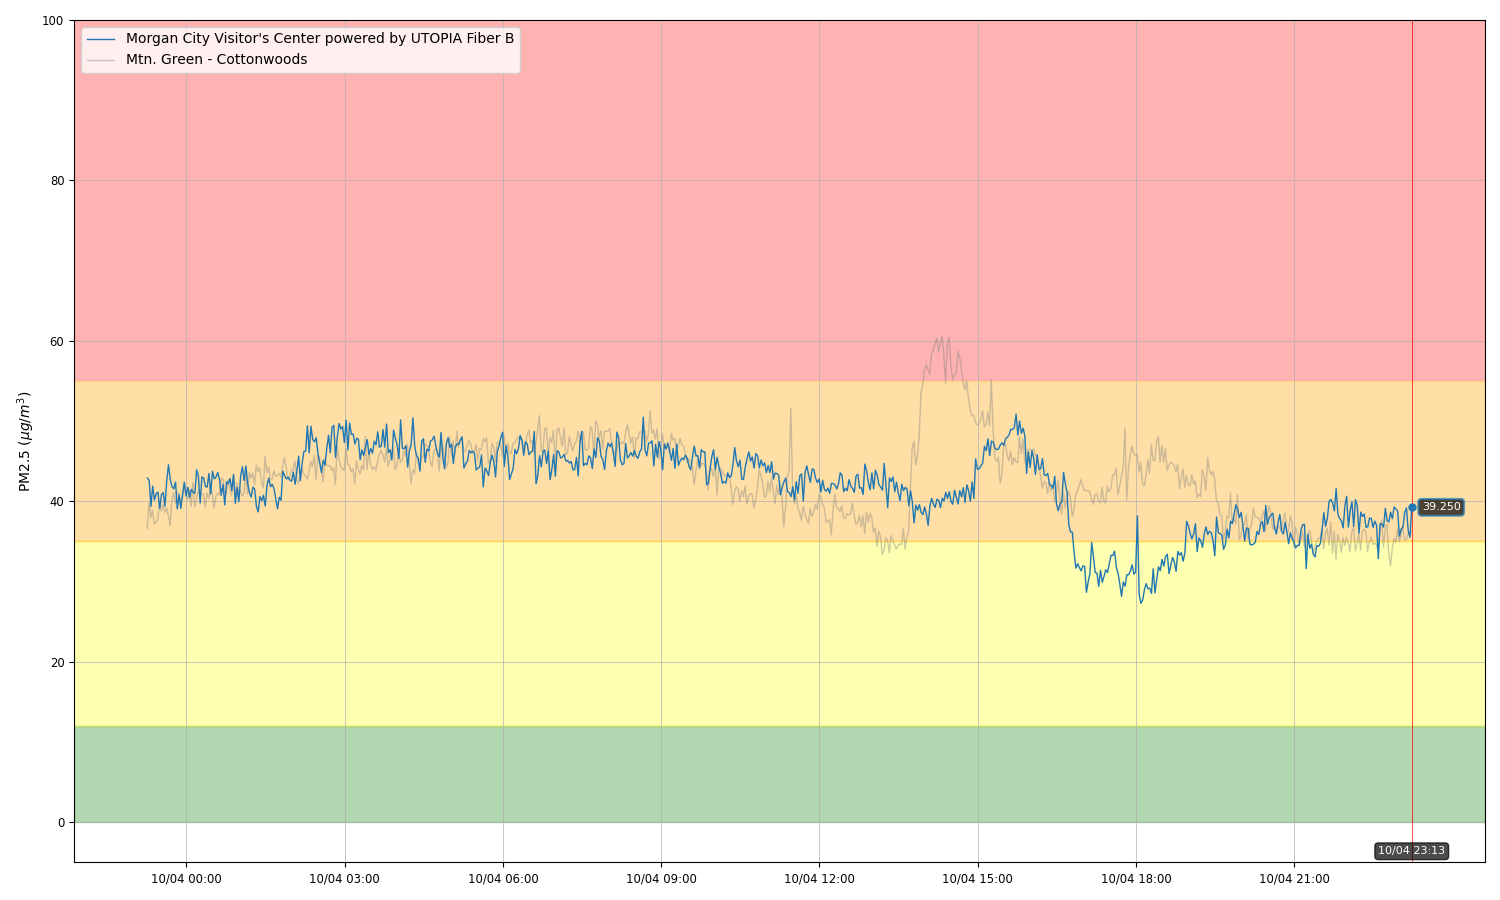 100
Morgan City Visitor's Center powered by UTOPIA Fiber B
Mtn. Green - Cottonwoods
80
60
PM2.5 (μg/m³)
39.250
40
20
0
10/04 23:13
10/04 00:00 10/04 03:00 10/04 06:00 10/04 09:00 10/04 12:00 10/04 15:00 10/04 18:00 10/04 21:00